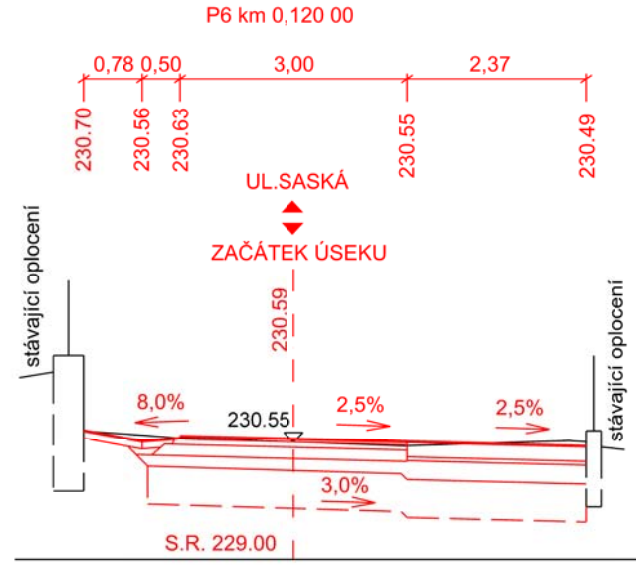 P6 km 0,120 00
0,78 0,50 3,00 2,37
230.70 230.56 230.63 230.55 230.49
UL.SASKÁ
ZAČÁTEK ÚSEKU
230.59
stávající oplocení
stávající oplocení
8,0% 230.55 2,5% 2,5%
3,0%
S.R. 229.00